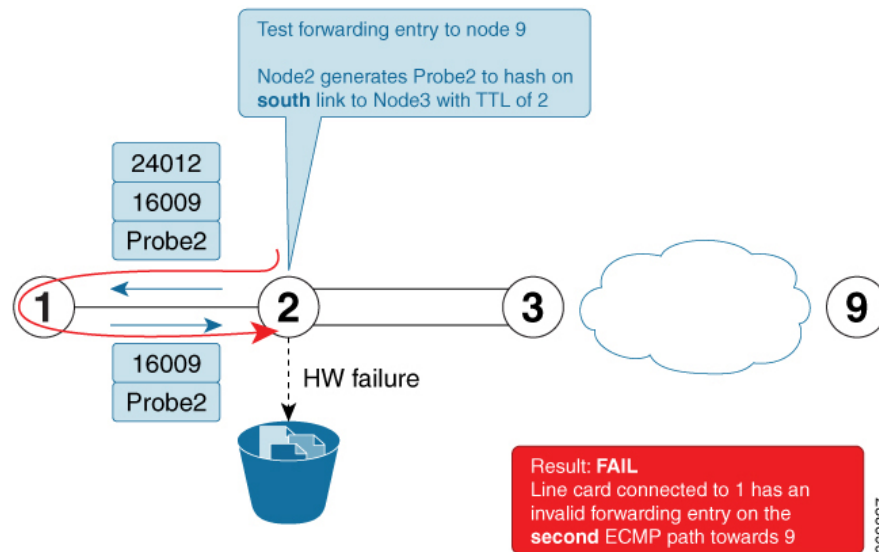 Test forwarding entry to node 9
Node2 generates Probe2 to hash on
south link to Node3 with TTL of 2
24012
16009
Probe2
1
2
3
9
16009
Probe2
HW failure
Result: FAIL
Line card connected to 1 has an
invalid forwarding entry on the
second ECMP path towards 9